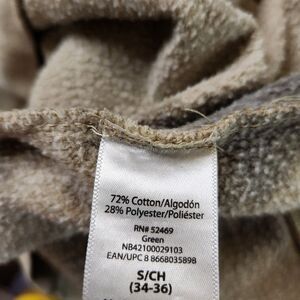 72% Cotton/Algodón
28% Polyester/Poliéster
RN# 52469
Green
NB42100029103
EAN/UPC 8 8668035898
S/CH
(34-36)